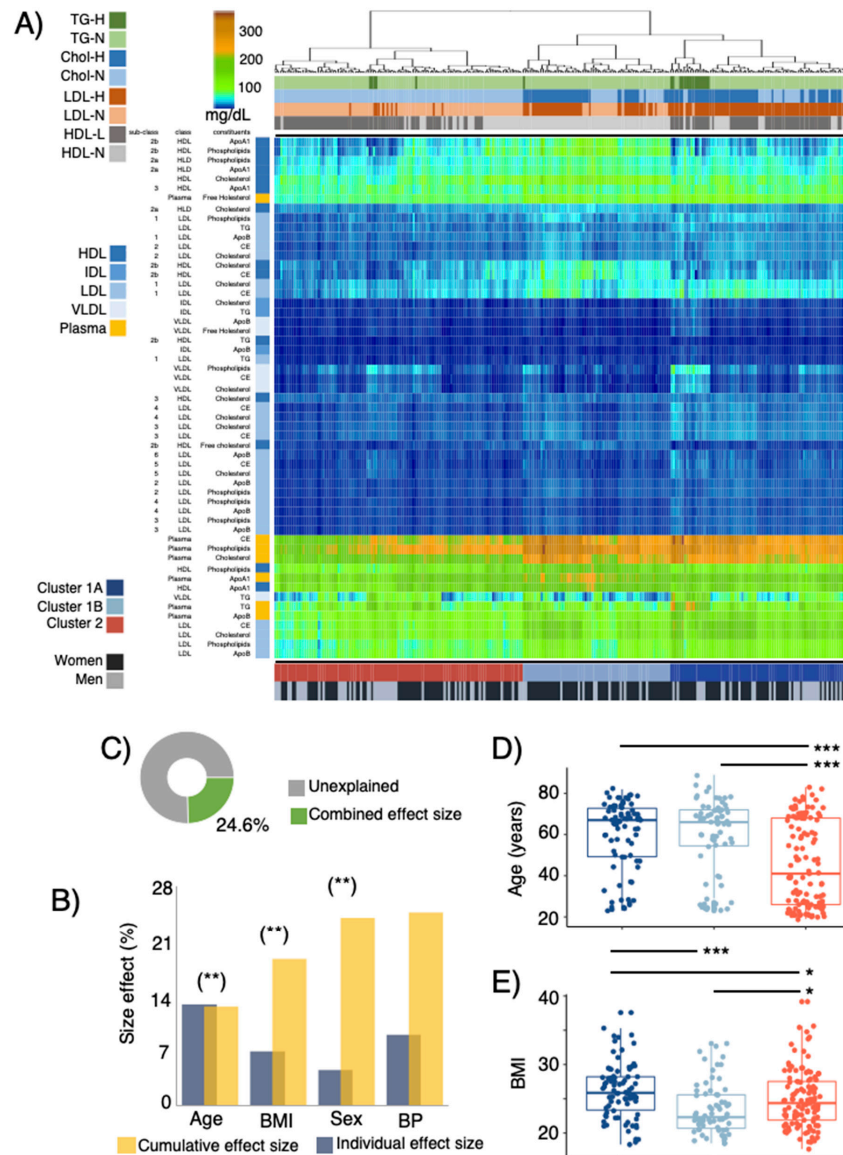 A)
TG-H
TG-N
Chol-H
Chol-N
LDL-H
LDL-N
HDL-L
HDL-N
300
200
100
mg/dL
sub-class class constituents
2b HDL ApoA1
2b HDL Phospholipids
2a HLD Phospholipids
2a HLD ApoA1
HDL Cholesterol
3 HDL ApoA1
Plasma Free Holesterol
2a HLD Cholesterol
1 LDL Phospholipids
LDL TG
1 LDL ApoB
2 LDL CE
2 LDL Cholesterol
2b HDL Cholesterol
2b HDL CE
1 LDL Cholesterol
1 LDL CE
IDL Cholesterol
IDL TG
VLDL ApoB
VLDL Free Holesterol
2b HDL TG
IDL ApoB
1 LDL TG
VLDL Phospholipids
VLDL CE
VLDL Cholesterol
3 HDL Cholesterol
4 LDL CE
4 LDL Cholesterol
3 LDL Cholesterol
3 LDL CE
2b HDL Free cholesterol
6 LDL ApoB
5 LDL CE
5 LDL Cholesterol
2 LDL ApoB
2 LDL Phospholipids
4 LDL Phospholipids
4 LDL ApoB
3 LDL Phospholipids
3 LDL ApoB
Plasma CE
Plasma Phospholipids
Plasma Cholesterol
HDL Phospholipids
Plasma ApoA1
HDL ApoA1
VLDL TG
Plasma TG
Plasma ApoB
LDL CE
LDL Cholesterol
LDL Phospholipids
LDL ApoB
HDL
IDL
LDL
VLDL
Plasma
Cluster 1A
Cluster 1B
Cluster 2
Women
Men
C)
Unexplained
Combined effect size
24.6%
B)
Size effect (%)
28
21
14
7
0
(**)
(**)
(**)
Age BMI Sex BP
Cumulative effect size Individual effect size
D)
***
***
Age (years)
80
60
40
20
E)
***
*
*
BMI
40
30
20